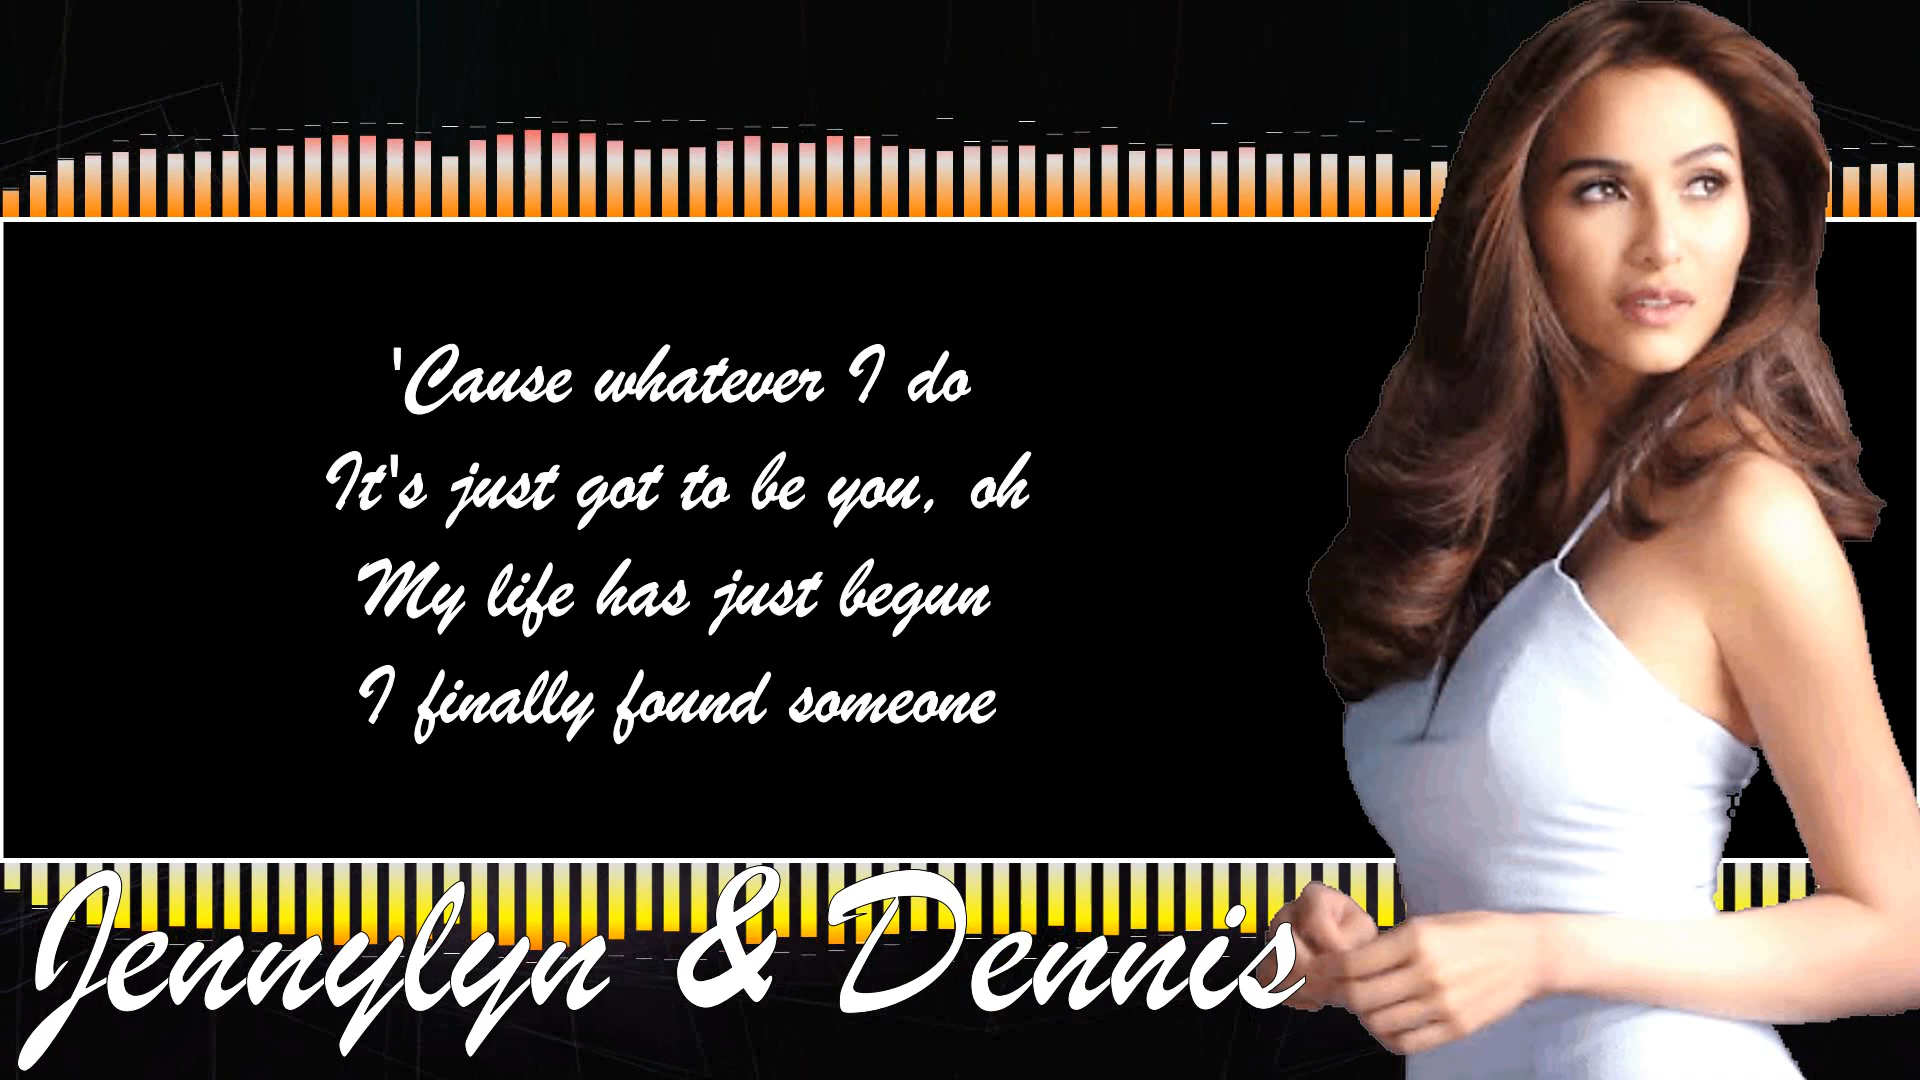 'Cause whatever I do
It's just got to be you, oh
My life has just begun
I finally found someone
Jennylyn & Dennis